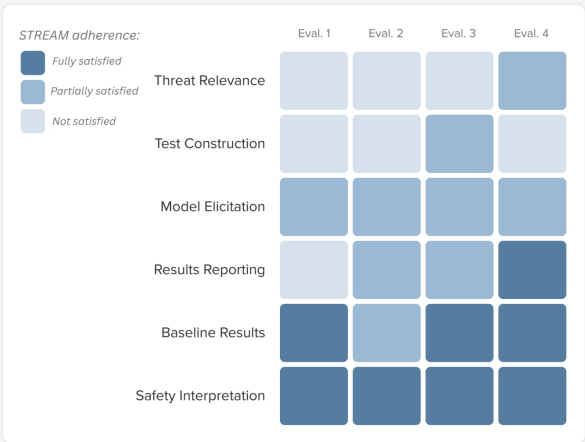 STREAM adherence:
Fully satisfied
Partially satisfied
Not satisfied
Eval. 1 Eval. 2 Eval. 3 Eval. 4
Threat Relevance
Test Construction
Model Elicitation
Results Reporting
Baseline Results
Safety Interpretation